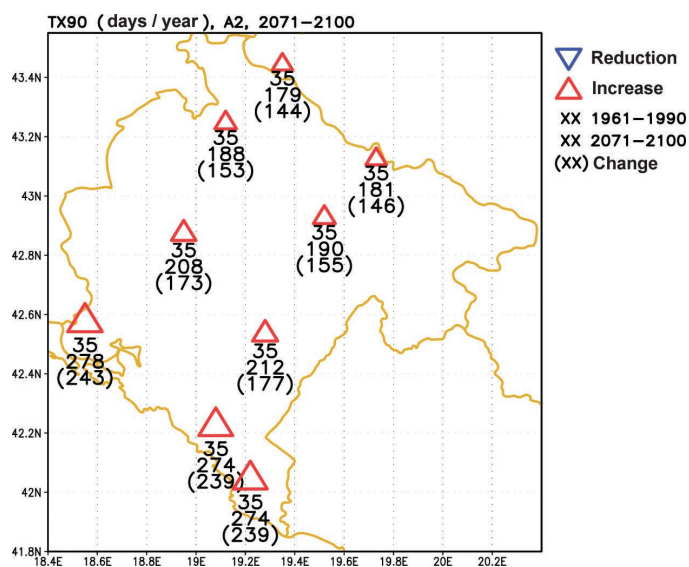 TX90 (days / year), A2, 2071–2100
Reduction
Increase
XX 1961–1990
XX 2071–2100
(XX) Change
43.4N
43.2N
43N
42.8N
42.6N
42.4N
42.2N
42N
41.8N
35
179
(144)
35
188
(153)
35
181
(146)
35
190
(155)
35
208
(173)
35
278
(243)
35
212
(177)
35
274
(239)
35
274
(239)
18.4E 18.6E 18.8E 19E 19.2E 19.4E 19.6E 19.8E 20E 20.2E